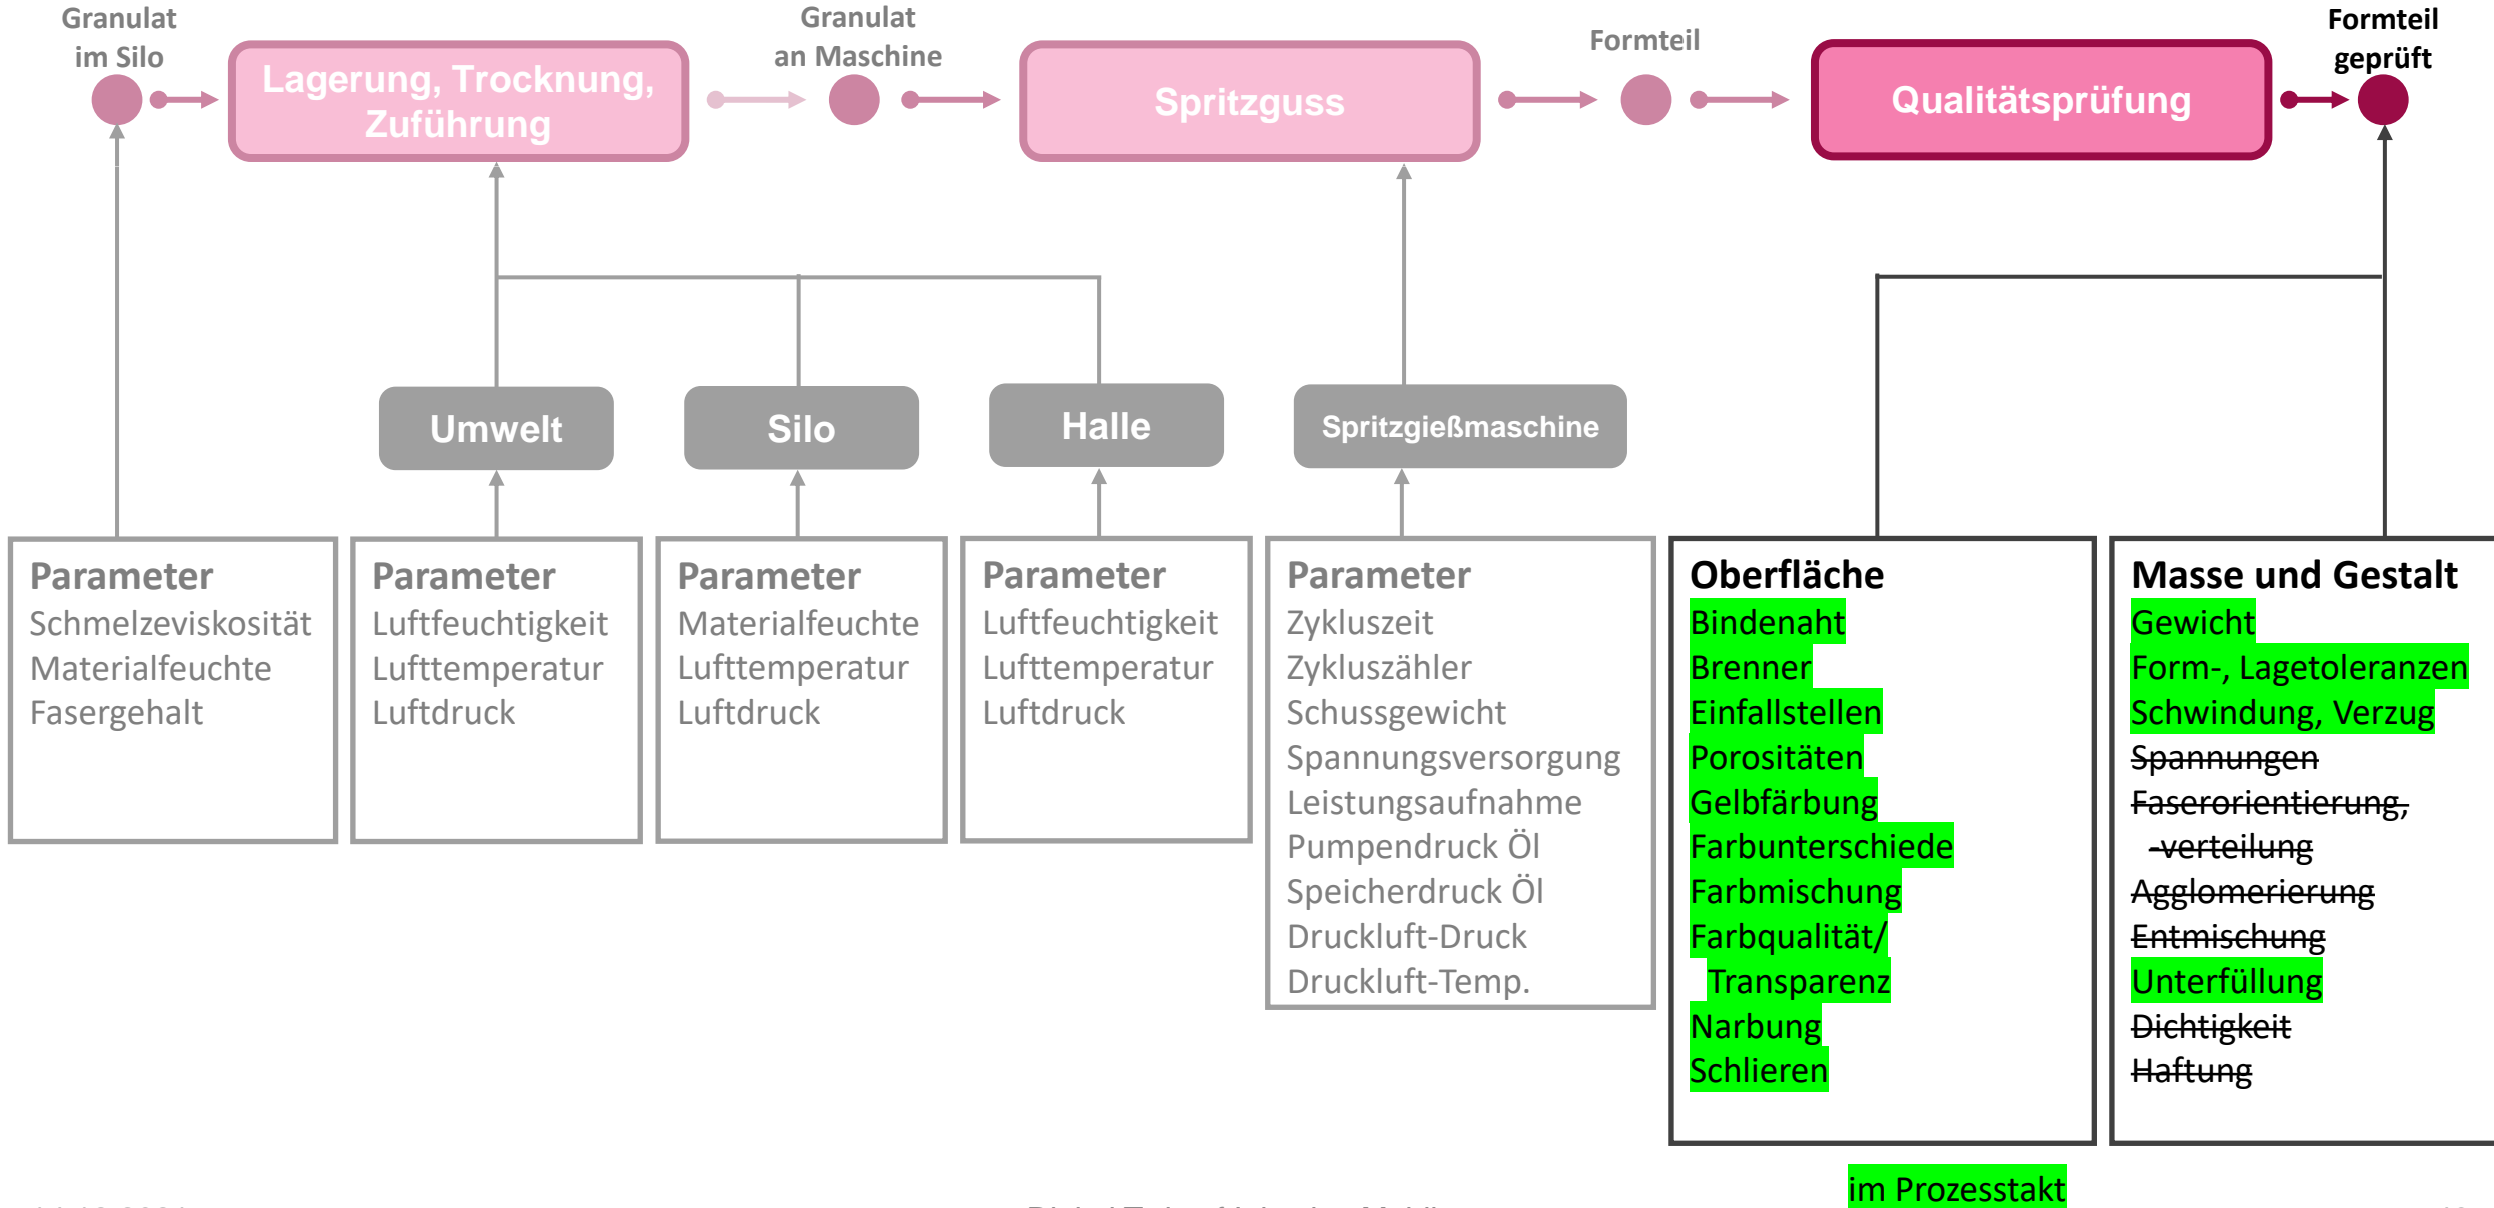 Granulat
im Silo
Lagerung, Trocknung,
Zuführung
Granulat
an Maschine
Spritzguss
Formteil
Qualitätsprüfung
Formteil
geprüft
Umwelt
Silo
Halle
Spritzgießmaschine
Parameter
Schmelzeviskosität
Materialfeuchte
Fasergehalt
Parameter
Luftfeuchtigkeit
Lufttemperatur
Luftdruck
Parameter
Materialfeuchte
Lufttemperatur
Luftdruck
Parameter
Luftfeuchtigkeit
Lufttemperatur
Luftdruck
Parameter
Zykluszeit
Zykluszähler
Schussgewicht
Spannungsversorgung
Leistungsaufnahme
Pumpendruck Öl
Speicherdruck Öl
Druckluft-Druck
Druckluft-Temp.
Oberfläche
Bindenaht
Brenner
Einfallstellen
Porositäten
Gelbfärbung
Farbunterschiede
Farbmischung
Farbqualität/
Transparenz
Narbung
Schlieren
Masse und Gestalt
Gewicht
Form-, Lagetoleranzen
Schwindung, Verzug
Spannungen
Faserorientierung,
-verteilung
Agglomerierung
Entmischung
Unterfüllung
Dichtigkeit
Haftung
im Prozesstakt